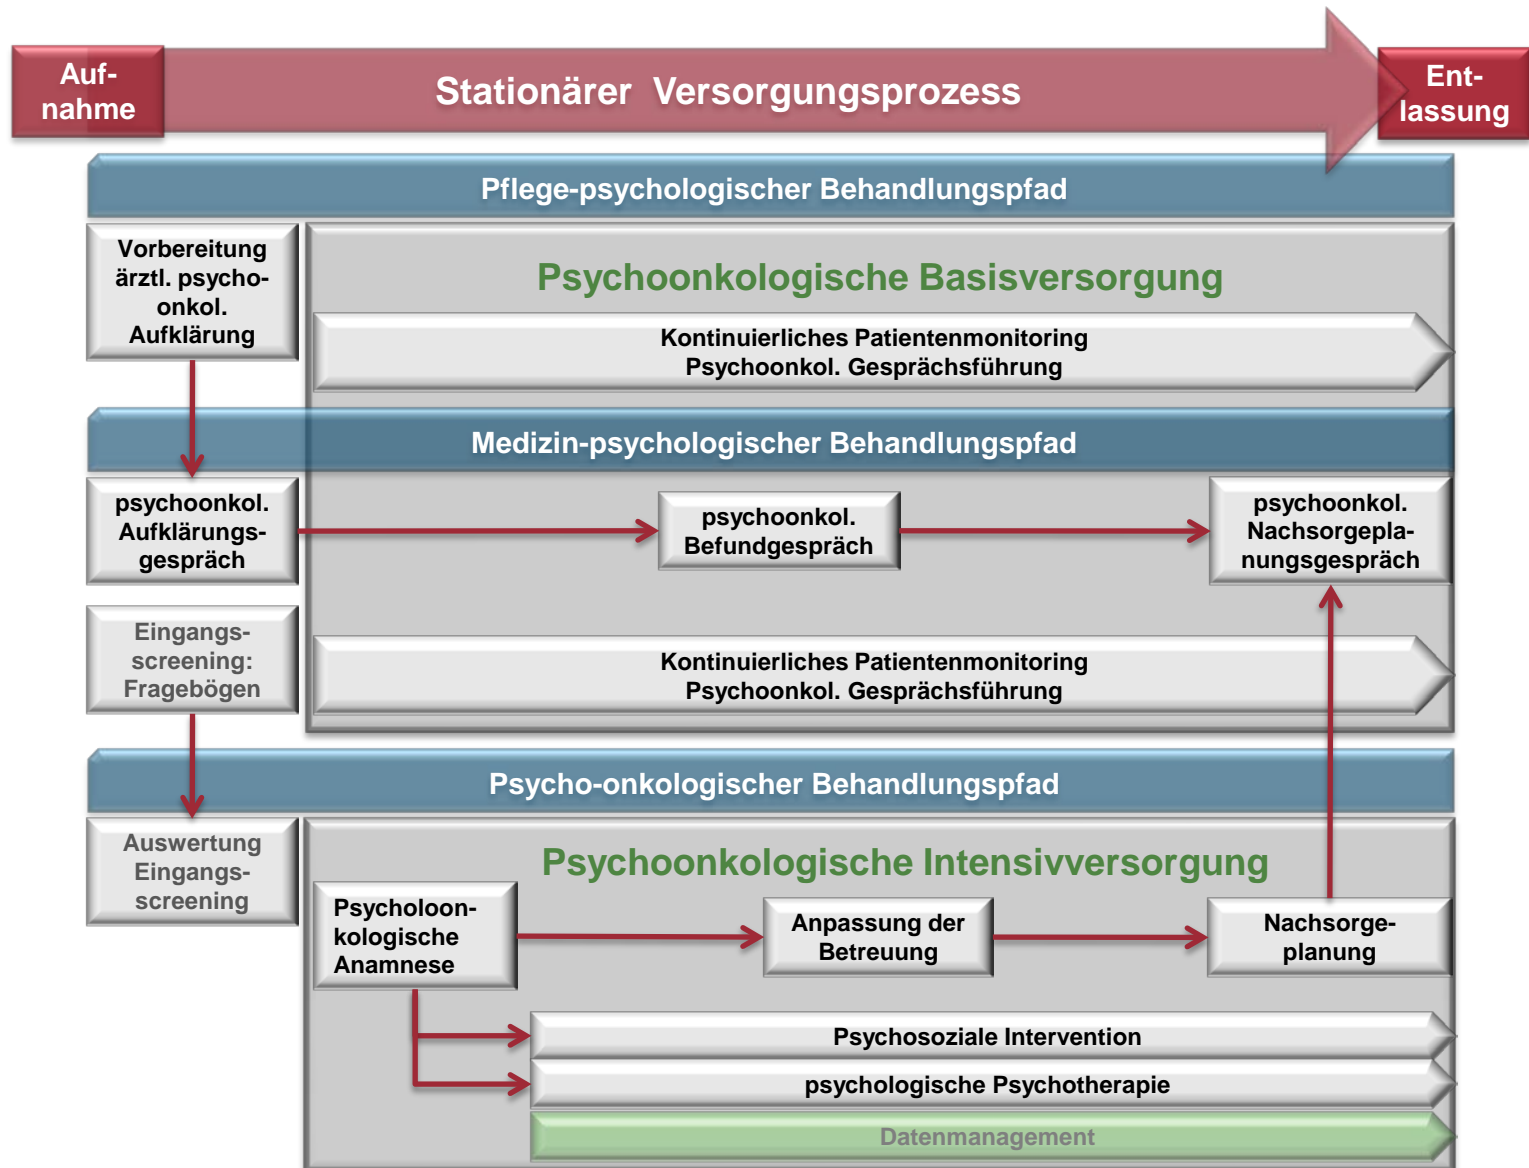 Auf-
nahme
Stationärer Versorgungsprozess
Ent-
lassung
Pflege-psychologischer Behandlungspfad
Vorbereitung
ärztl. psycho-
onkol.
Aufklärung
Psychoonkologische Basisversorgung
Kontinuierliches Patientenmonitoring
Psychoonkol. Gesprächsführung
Medizin-psychologischer Behandlungspfad
psychoonkol.
Aufklärungs-
gespräch
psychoonkol.
Befundgespräch
psychoonkol.
Nachsorgepla-
nungsgespräch
Eingangs-
screening:
Fragebögen
Kontinuierliches Patientenmonitoring
Psychoonkol. Gesprächsführung
Psycho-onkologischer Behandlungspfad
Auswertung
Eingangs-
screening
Psychoonkologische Intensivversorgung
Psycholoon-
kologische
Anamnese
Anpassung der
Betreuung
Nachsorge-
planung
Psychosoziale Intervention
psychologische Psychotherapie
Datenmanagement